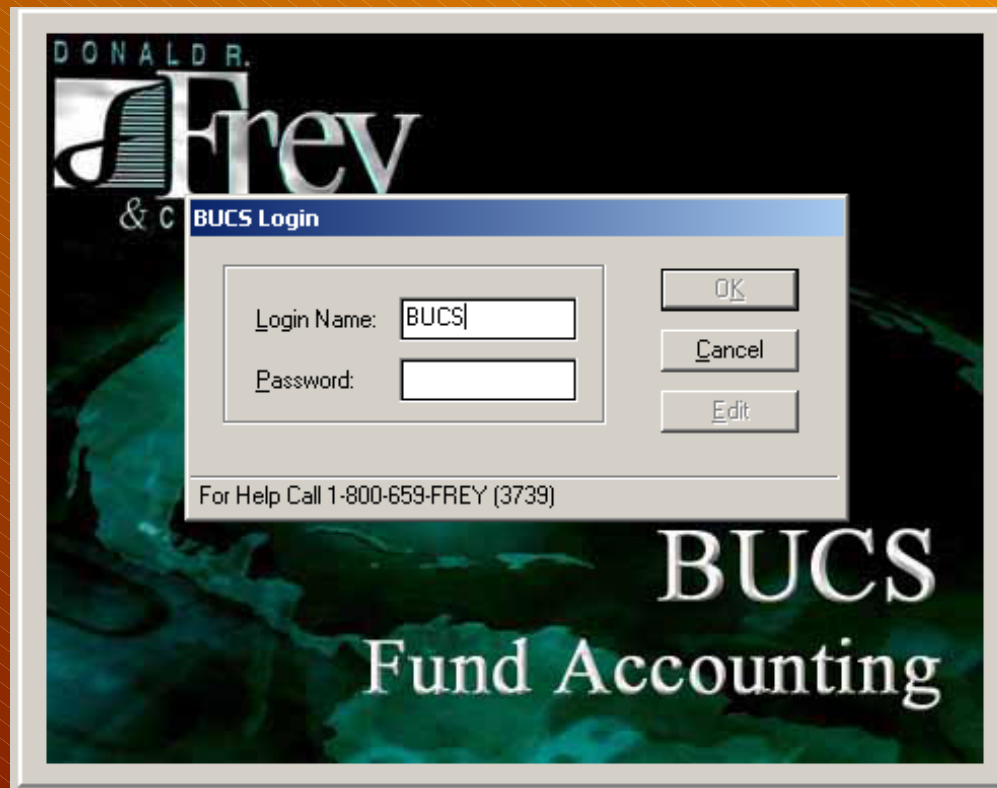 DONALD R.
Frey
& C
BUCS Login
Login Name: BUCS
OK
Password:
Cancel
Edit
For Help Call 1-800-659-FREY (3739)
BUCS
Fund Accounting